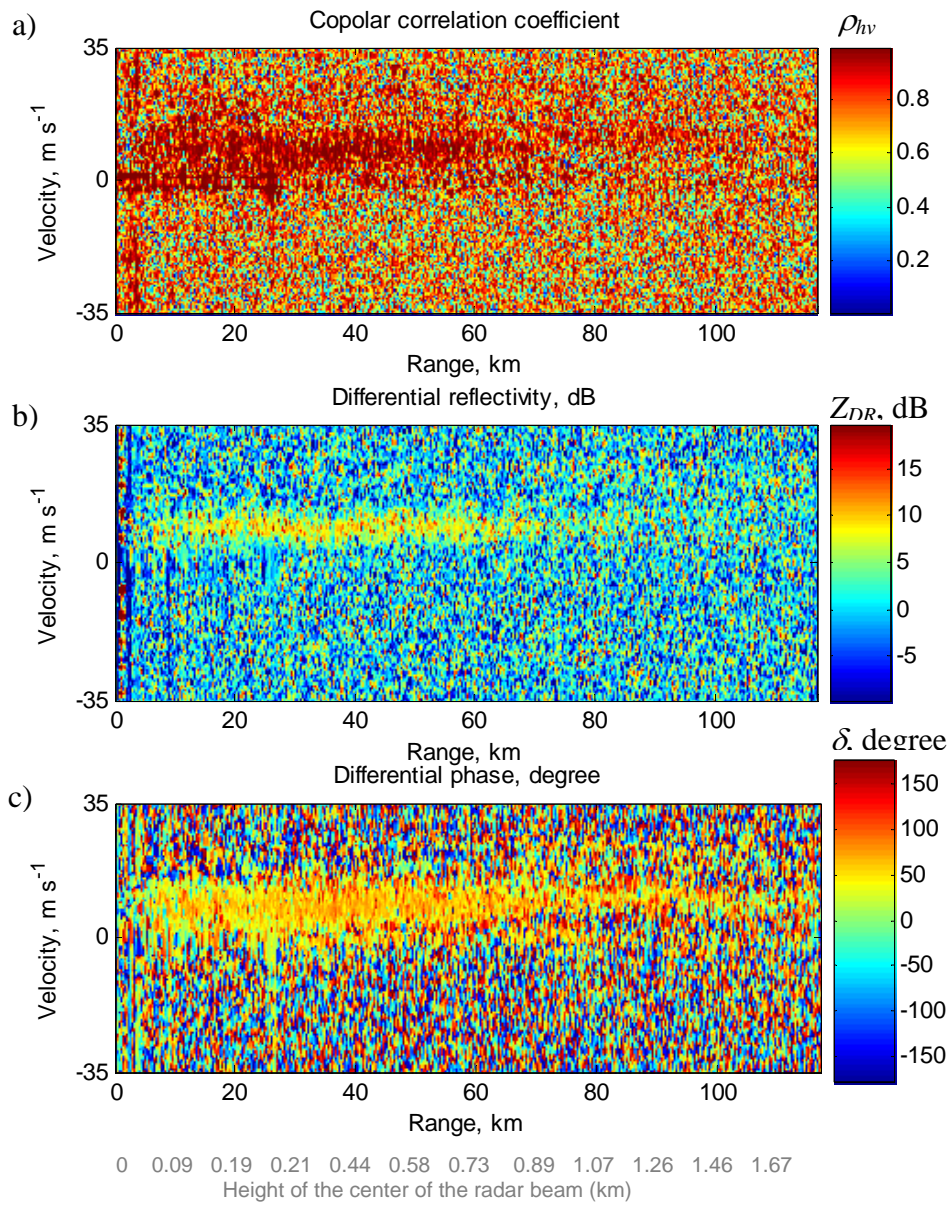 a)
Copolar correlation coefficient
ρhv
35
0
-35
Velocity, m s-1
0 20 40 60 80 100
Range, km
0.8
0.6
0.4
0.2
b)
Differential reflectivity, dB
ZDR, dB
35
0
-35
Velocity, m s-1
0 20 40 60 80 100
Range, km
15
10
5
0
-5
c)
Differential phase, degree
δ, degree
35
0
-35
Velocity, m s-1
0 20 40 60 80 100
Range, km
150
100
50
0
-50
-100
-150
0 0.09 0.19 0.21 0.44 0.58 0.73 0.89 1.07 1.26 1.46 1.67
Height of the center of the radar beam (km)